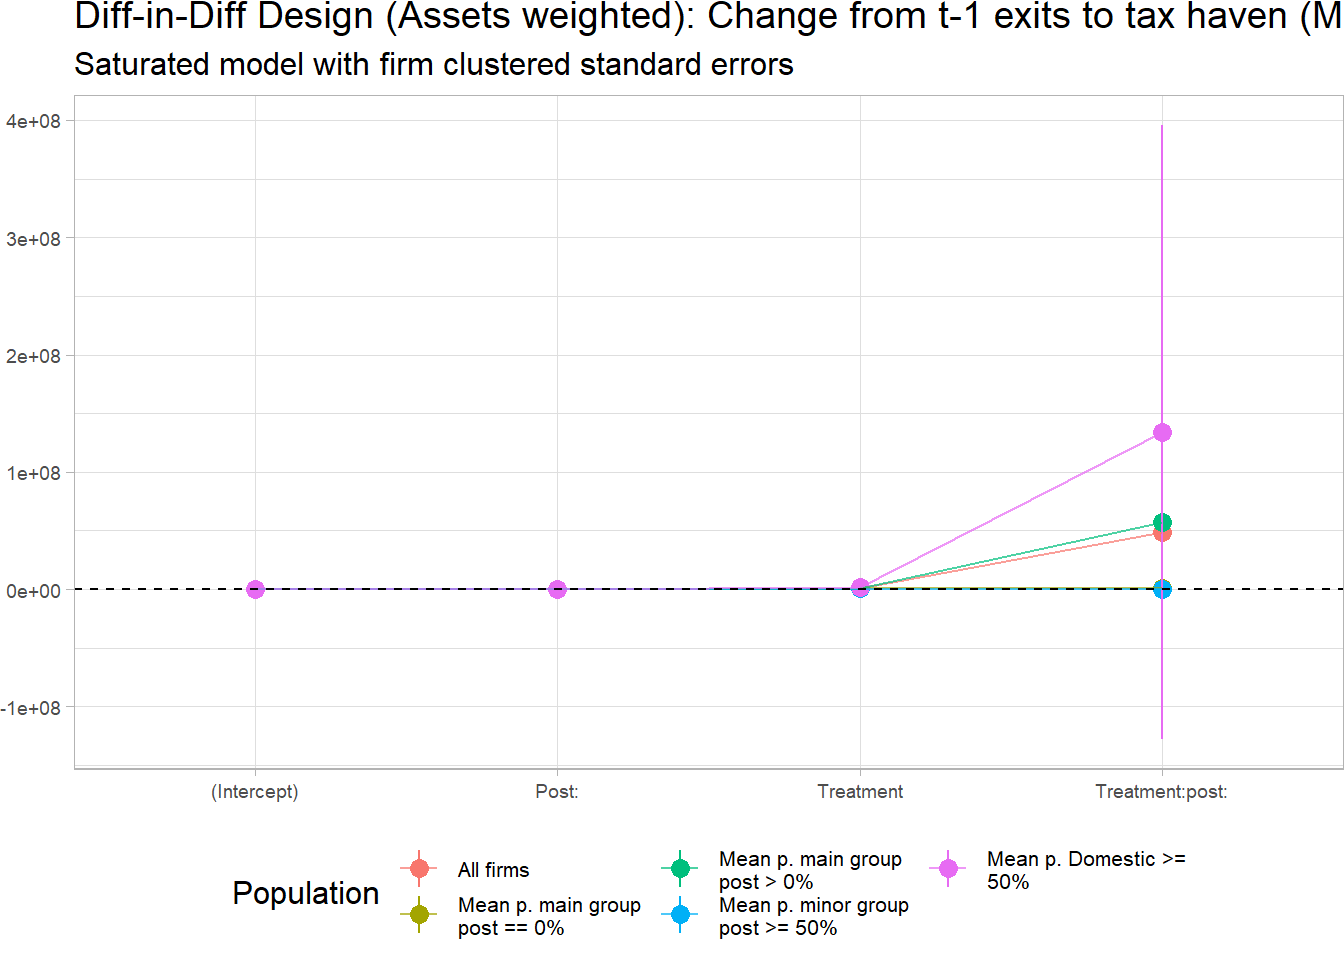 Diff-in-Diff Design (Assets weighted): Change from t-1 exits to tax haven (M
Saturated model with firm clustered standard errors
4e+08
3e+08
2e+08
1e+08
0e+00
-1e+08
(Intercept)
Post:
Treatment
Treatment:post:
Population
All firms
Mean p. main group
post == 0%
Mean p. main group
post > 0%
Mean p. minor group
post >= 50%
Mean p. Domestic >=
50%